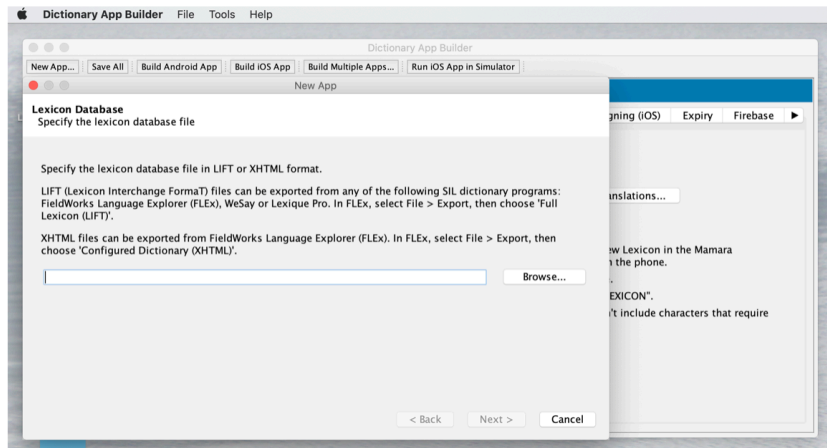 Dictionary App Builder File Tools Help
Dictionary App Builder
New App... Save All Build Android App Build iOS App Build Multiple Apps... Run iOS App in Simulator
New App
Lexicon Database
Specify the lexicon database file
gning (iOS) Expiry Firebase
Specify the lexicon database file in LIFT or XHTML format.
LIFT (Lexicon Interchange FormaT) files can be exported from any of the following SIL dictionary programs:
FieldWorks Language Explorer (FLEx), WeSay or Lexique Pro. In FLEx, select File > Export, then choose 'Full
Lexicon (LIFT)'.
anslations...
XHTML files can be exported from FieldWorks Language Explorer (FLEx). In FLEx, select File > Export, then
choose 'Configured Dictionary (XHTML)'.
ew Lexicon in the Mamara
the phone.
Browse...
EXICON".
't include characters that require
< Back Next > Cancel